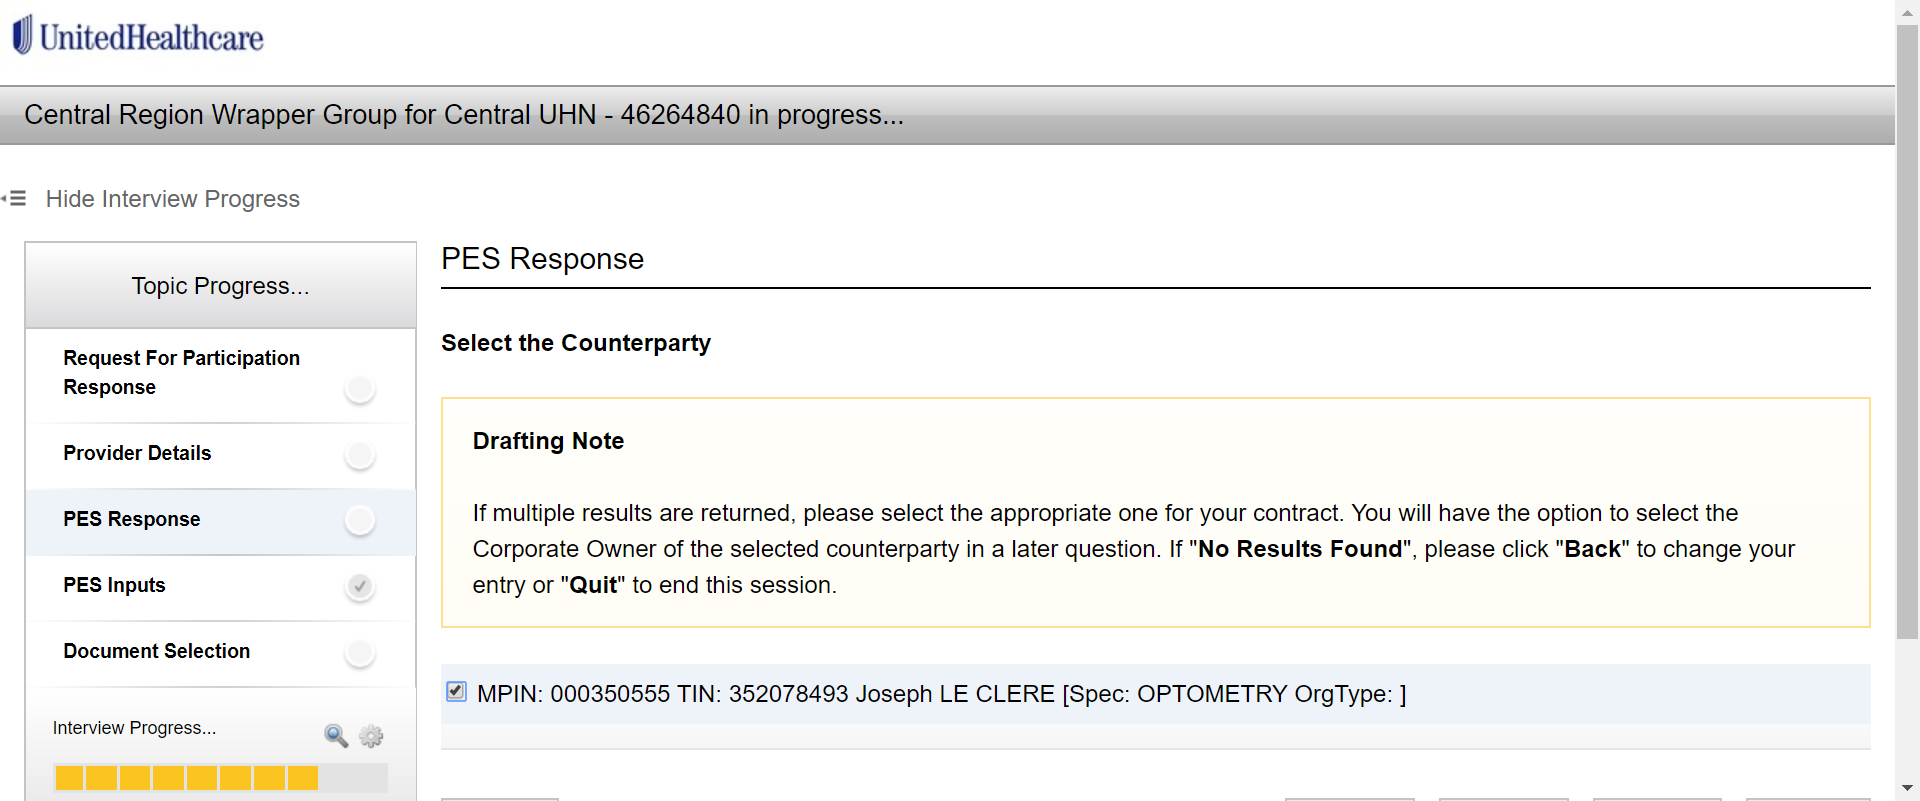 UnitedHealthcare
Central Region Wrapper Group for Central UHN - 46264840 in progress...
Hide Interview Progress
Topic Progress...
Request For Participation
Response
Provider Details
PES Response
PES Inputs
Document Selection
Interview Progress...
PES Response
Select the Counterparty
Drafting Note
If multiple results are returned, please select the appropriate one for your contract. You will have the option to select the
Corporate Owner of the selected counterparty in a later question. If "No Results Found", please click "Back" to change your
entry or "Quit" to end this session.
MPIN: 000350555 TIN: 352078493 Joseph LE CLERE [Spec: OPTOMETRY OrgType: ]